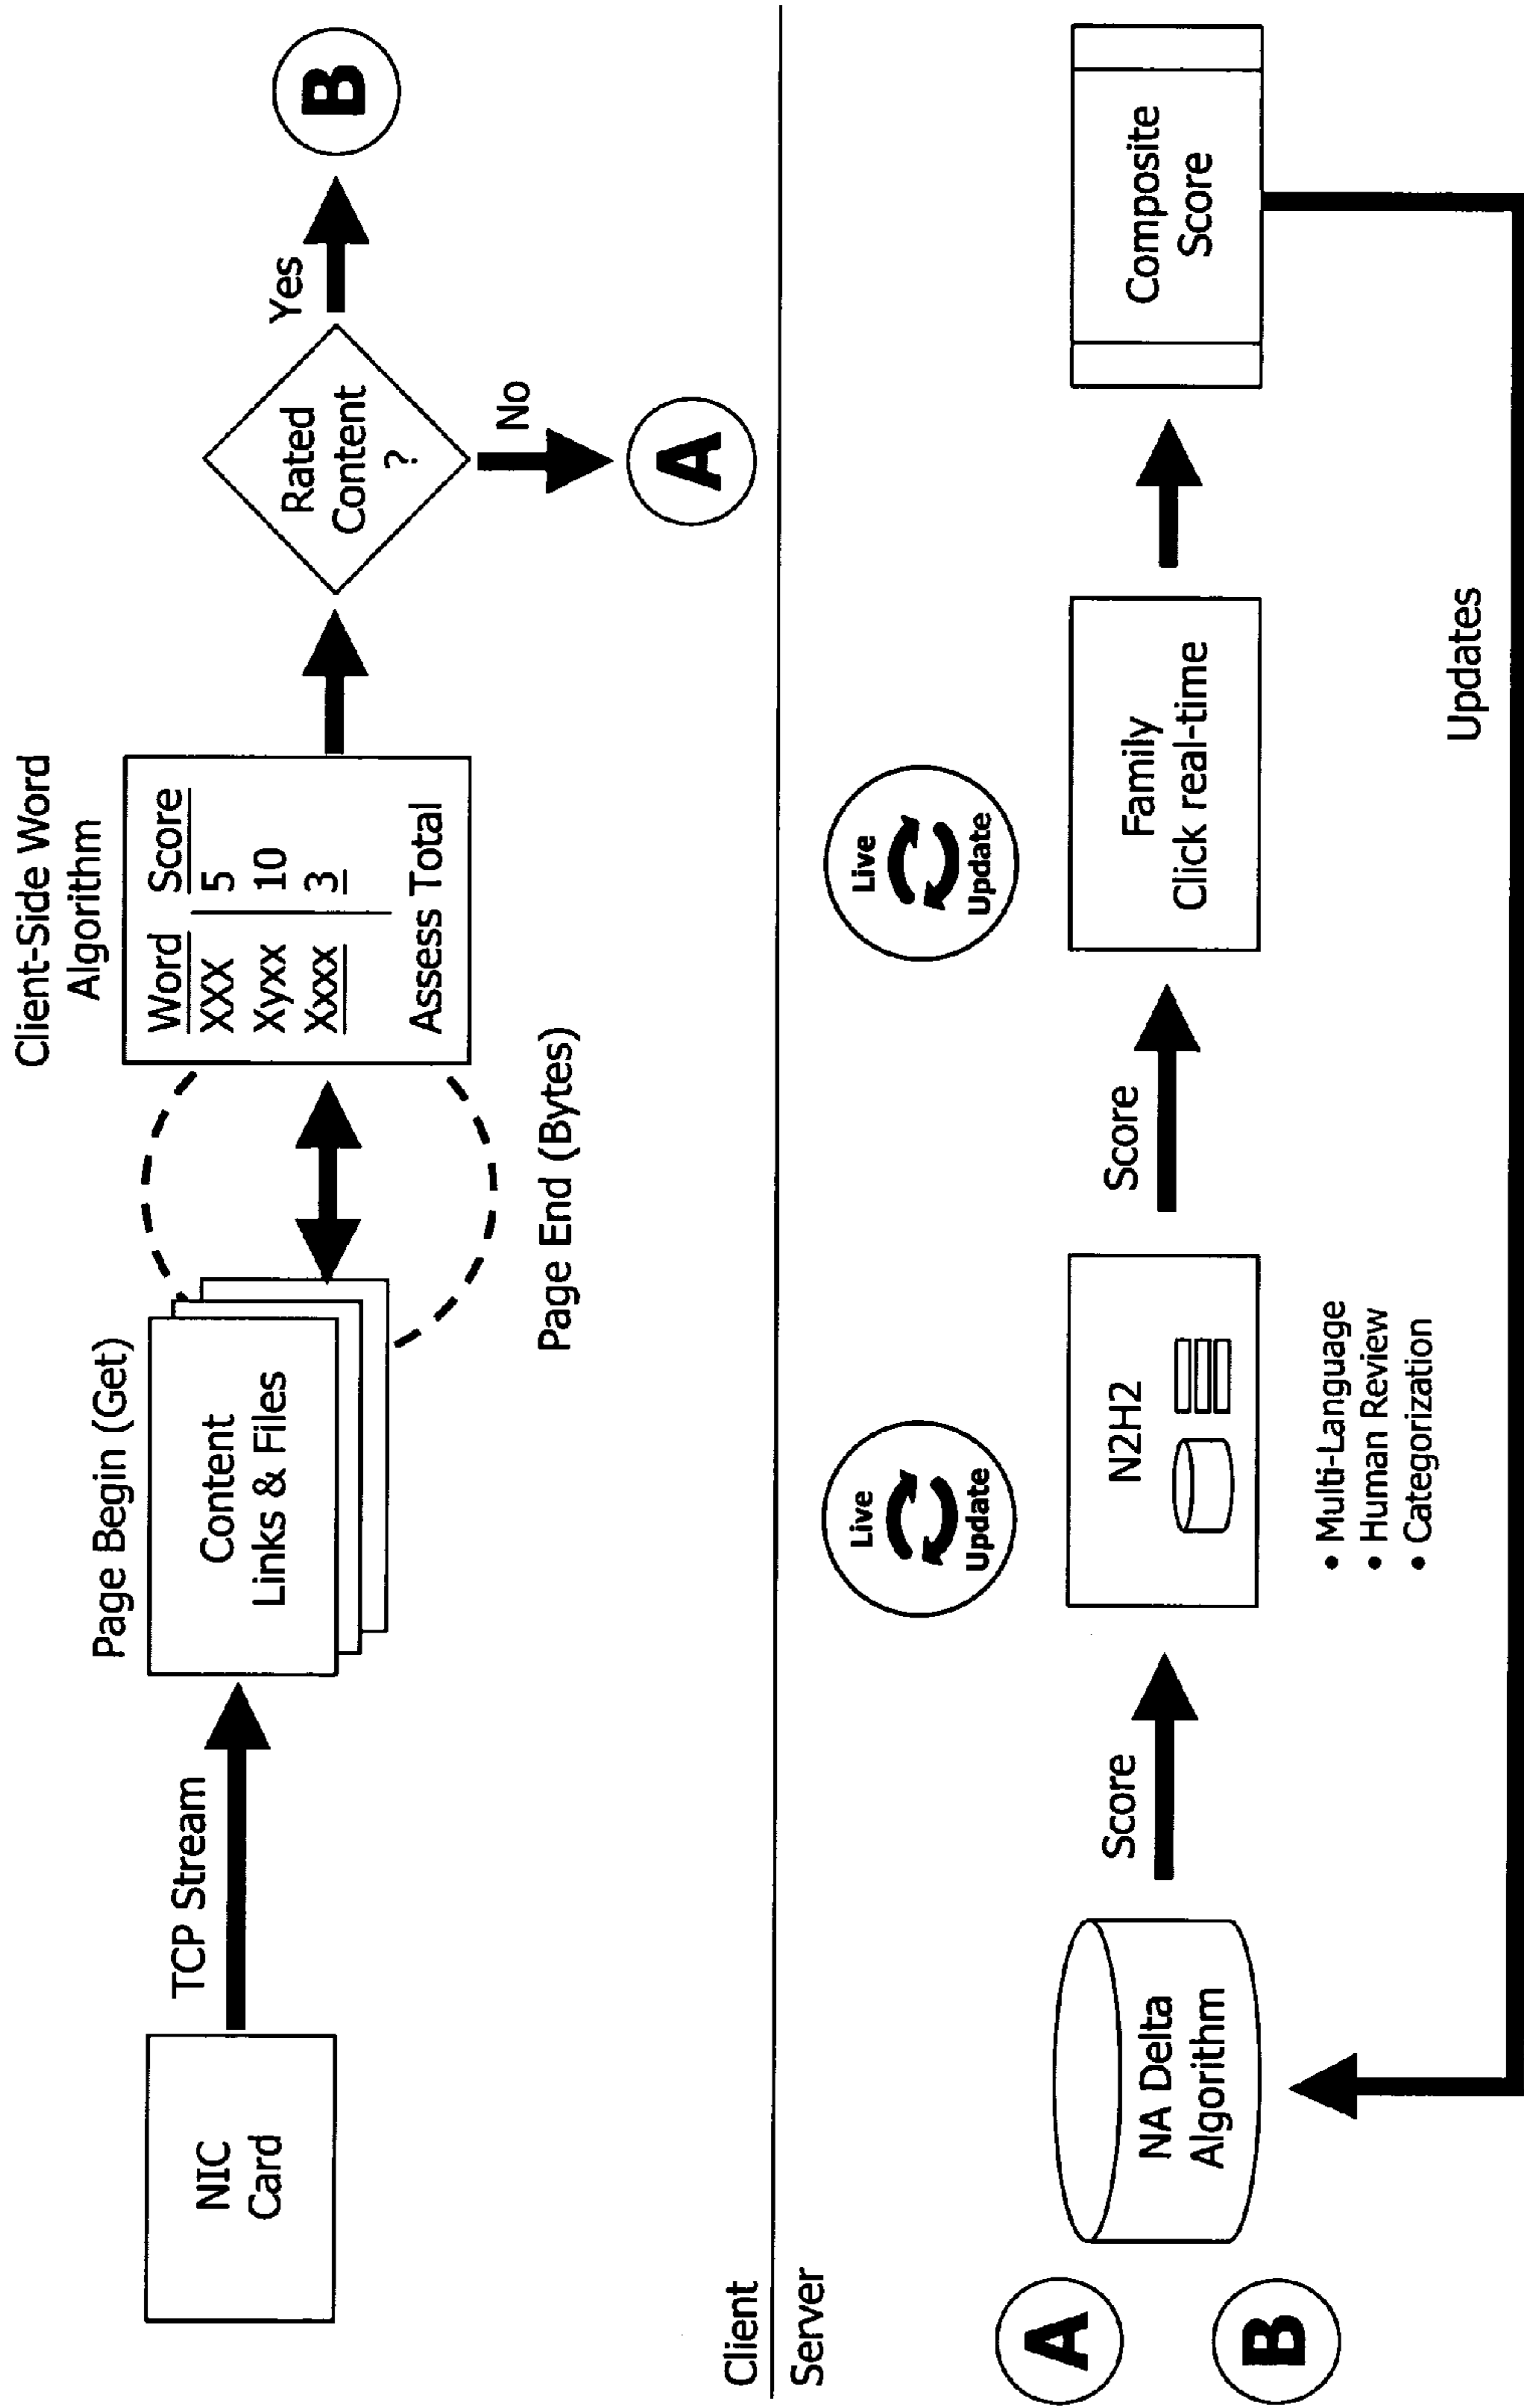 NIC
Card
TCP Stream
Page Begin (Get)
Content
Links & Files
Page End (Bytes)
Client-Side Word
Algorithm
Word Score
XXX 5
Xyxx 10
Xxxx 3
Assess Total
Rated
Content
?
Yes
B
No
A
Client
Server
A
B
NA Delta
Algorithm
Score
Live
Update
N2H2
• Multi-Language
• Human Review
• Categorization
Score
Live
Update
Family
Click real-time
Composite
Score
Updates